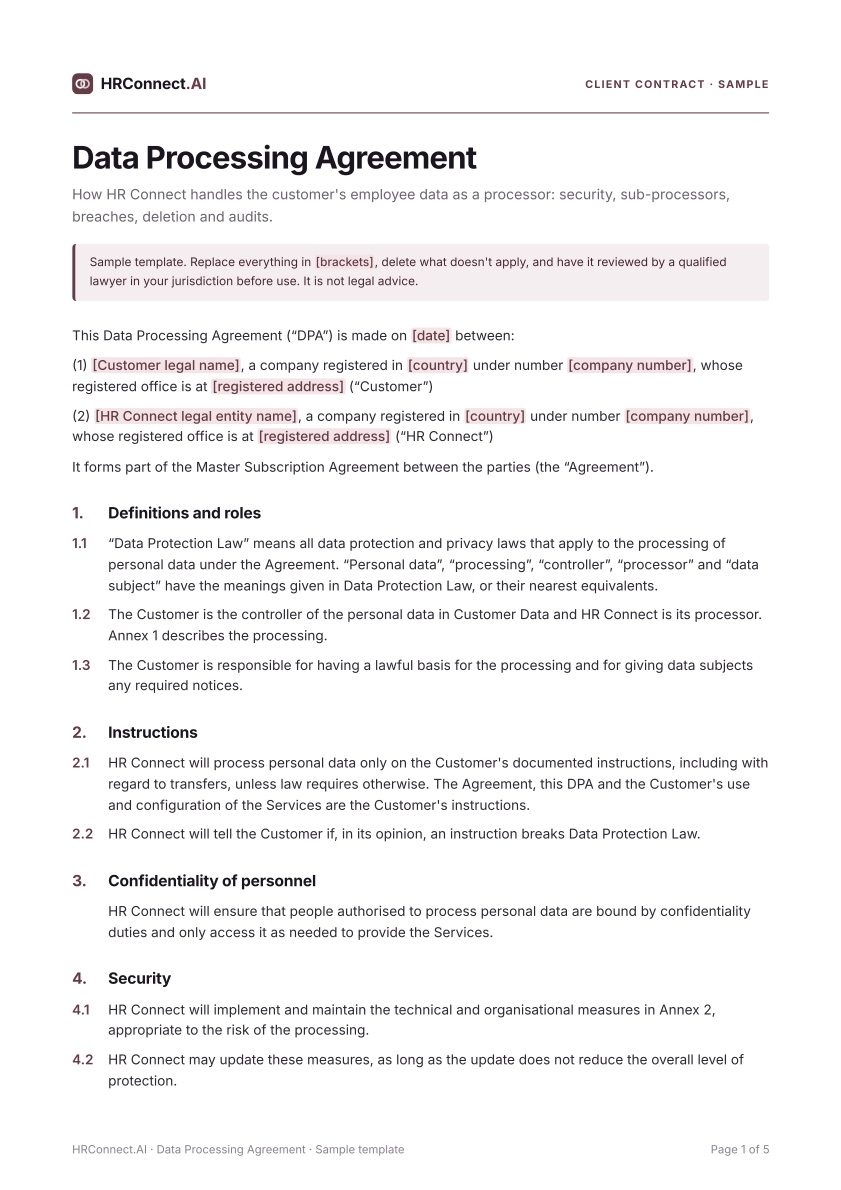 HRConnect.AI
CLIENT CONTRACT · SAMPLE
Data Processing Agreement
How HR Connect handles the customer's employee data as a processor: security, sub-processors,
breaches, deletion and audits.
Sample template. Replace everything in [brackets], delete what doesn't apply, and have it reviewed by a qualified
lawyer in your jurisdiction before use. It is not legal advice.
This Data Processing Agreement (“DPA”) is made on [date] between:
(1) [Customer legal name], a company registered in [country] under number [company number], whose
registered office is at [registered address] (“Customer”)
(2) [HR Connect legal entity name], a company registered in [country] under number [company number],
whose registered office is at [registered address] (“HR Connect”)
It forms part of the Master Subscription Agreement between the parties (the “Agreement”).
1. Definitions and roles
1.1 “Data Protection Law” means all data protection and privacy laws that apply to the processing of
personal data under the Agreement. “Personal data”, “processing”, “controller”, “processor” and “data
subject” have the meanings given in Data Protection Law, or their nearest equivalents.
1.2 The Customer is the controller of the personal data in Customer Data and HR Connect is its processor.
Annex 1 describes the processing.
1.3 The Customer is responsible for having a lawful basis for the processing and for giving data subjects
any required notices.
2. Instructions
2.1 HR Connect will process personal data only on the Customer's documented instructions, including with
regard to transfers, unless law requires otherwise. The Agreement, this DPA and the Customer's use
and configuration of the Services are the Customer's instructions.
2.2 HR Connect will tell the Customer if, in its opinion, an instruction breaks Data Protection Law.
3. Confidentiality of personnel
HR Connect will ensure that people authorised to process personal data are bound by confidentiality
duties and only access it as needed to provide the Services.
4. Security
4.1 HR Connect will implement and maintain the technical and organisational measures in Annex 2,
appropriate to the risk of the processing.
4.2 HR Connect may update these measures, as long as the update does not reduce the overall level of
protection.
HRConnect.AI · Data Processing Agreement · Sample template
Page 1 of 5